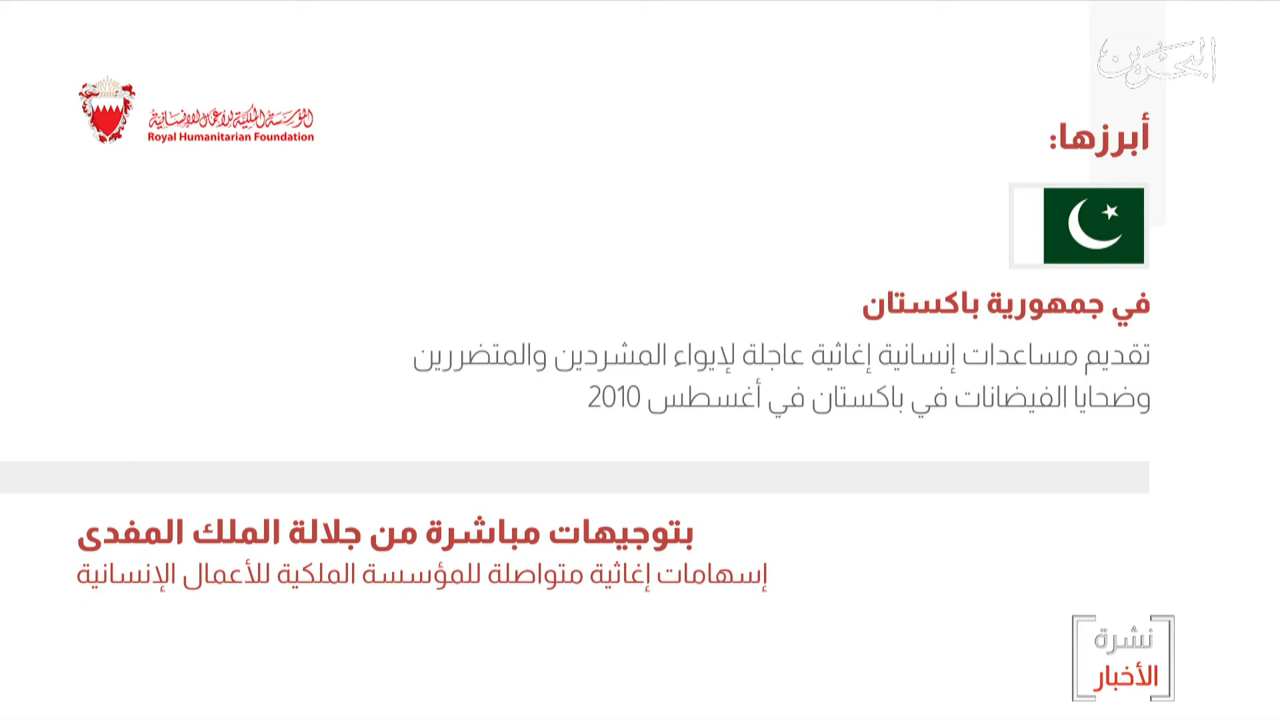 البحرين
المؤسسة الملكية للأعمال الإنسانية
Royal Humanitarian Foundation
أبرزها:
في جمهورية باكستان
تقديم مساعدات إنسانية إغاثية عاجلة لإيواء المشردين والمتضررين
وضحايا الفيضانات في باكستان في أغسطس 2010
بتوجيهات مباشرة من جلالة الملك المفدى
إسهامات إغاثية متواصلة للمؤسسة الملكية للأعمال الإنسانية
نشرة
الأخبار